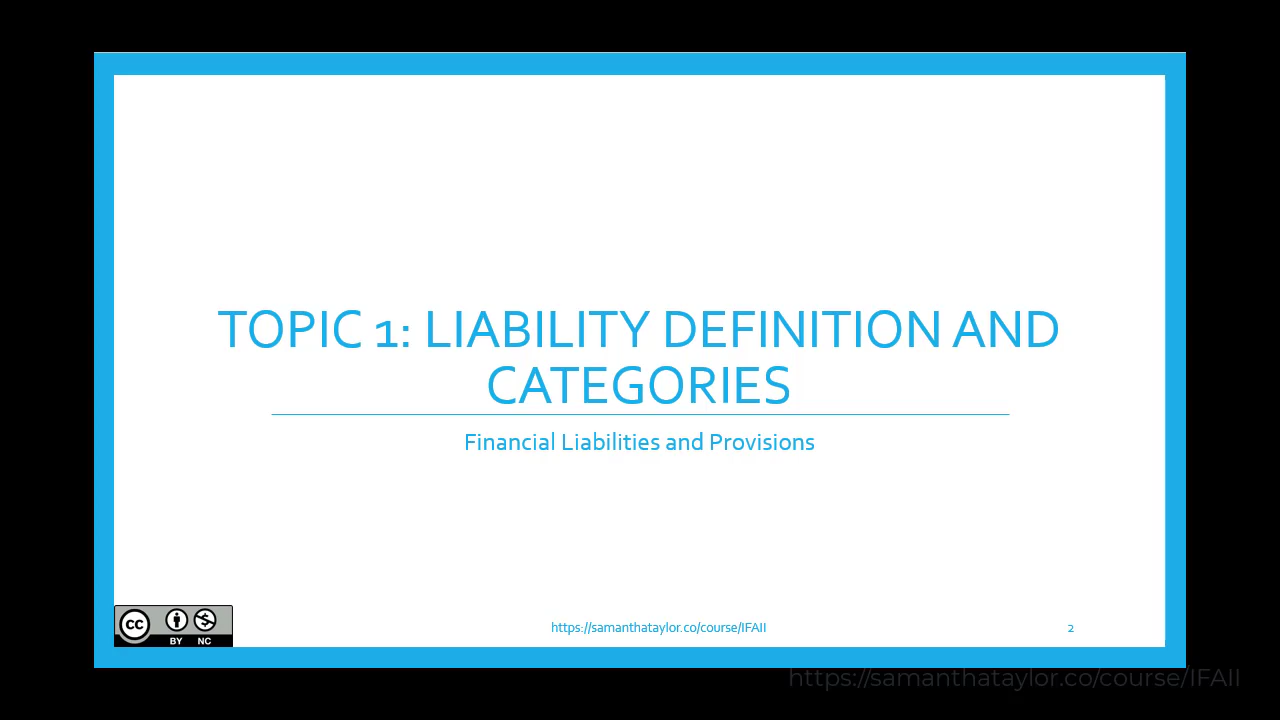 TOPIC 1: LIABILITY DEFINITION AND
CATEGORIES
Financial Liabilities and Provisions
cc
BY NC
https://samanthataylor.co/course/IFAII
2
https://samanthataylor.co/course/IFAII